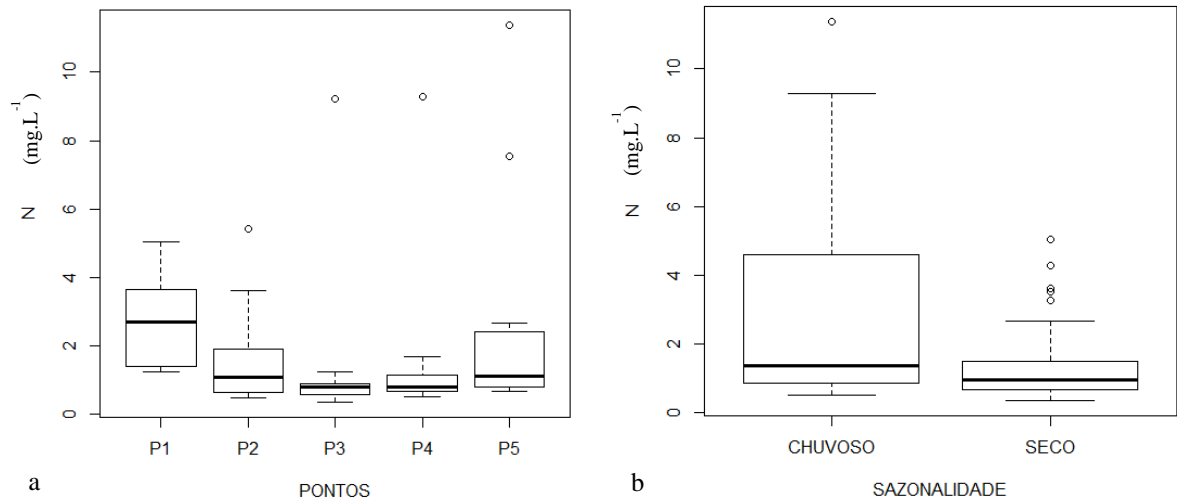 N (mg.L-1)
0 2 4 6 8 10
P1 P2 P3 P4 P5
PONTOS
a
N (mg.L-1)
0 2 4 6 8 10
CHUVOSO SECO
SAZONALIDADE
b